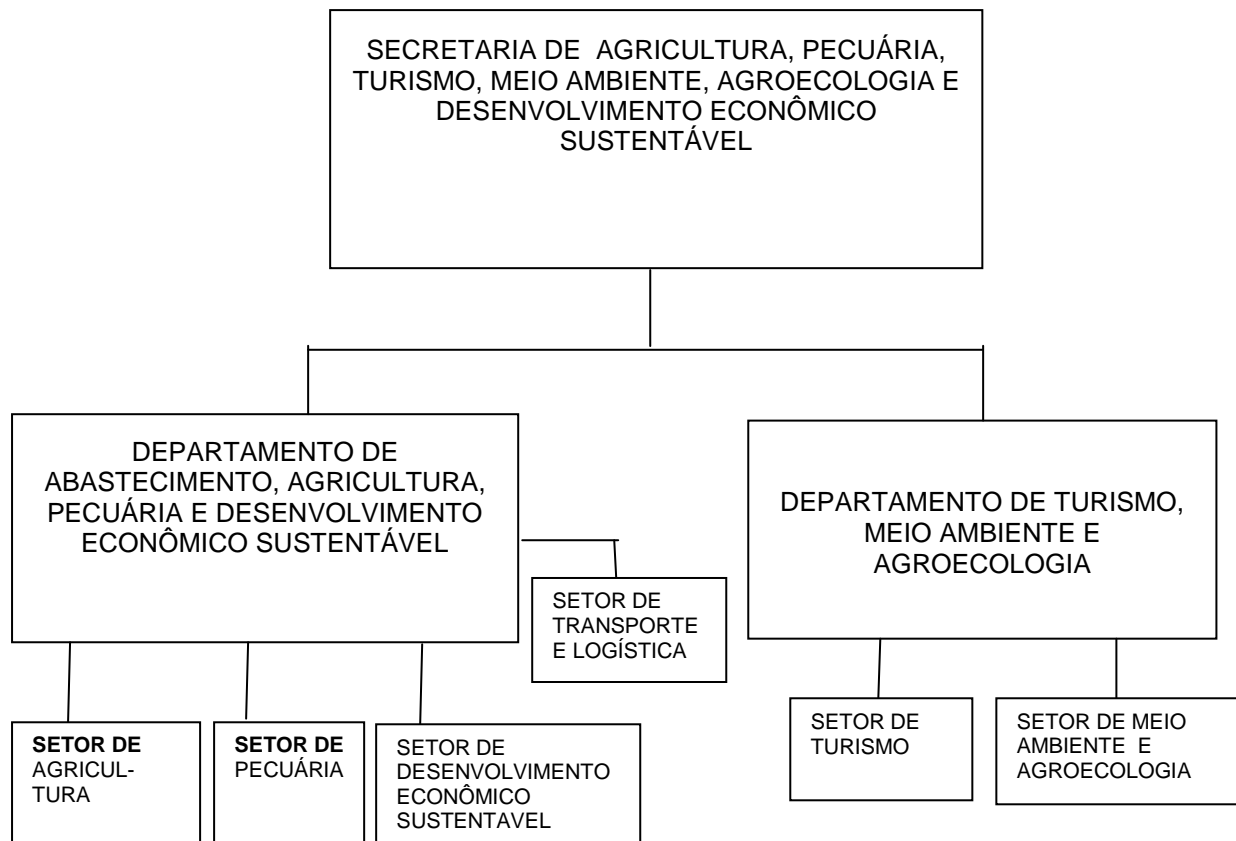 SECRETARIA DE AGRICULTURA, PECUÁRIA,
TURISMO, MEIO AMBIENTE, AGROECOLOGIA E
DESENVOLVIMENTO ECONÔMICO
SUSTENTÁVEL
DEPARTAMENTO DE
ABASTECIMENTO, AGRICULTURA,
PECUÁRIA E DESENVOLVIMENTO
ECONÔMICO SUSTENTÁVEL
DEPARTAMENTO DE TURISMO,
MEIO AMBIENTE E
AGROECOLOGIA
SETOR DE
TRANSPORTE
E LOGÍSTICA
SETOR DE
AGRICUL-
TURA
SETOR DE
PECUÁRIA
SETOR DE
DESENVOLVIMENTO
ECONÔMICO
SUSTENTAVEL
SETOR DE
TURISMO
SETOR DE MEIO
AMBIENTE E
AGROECOLOGIA